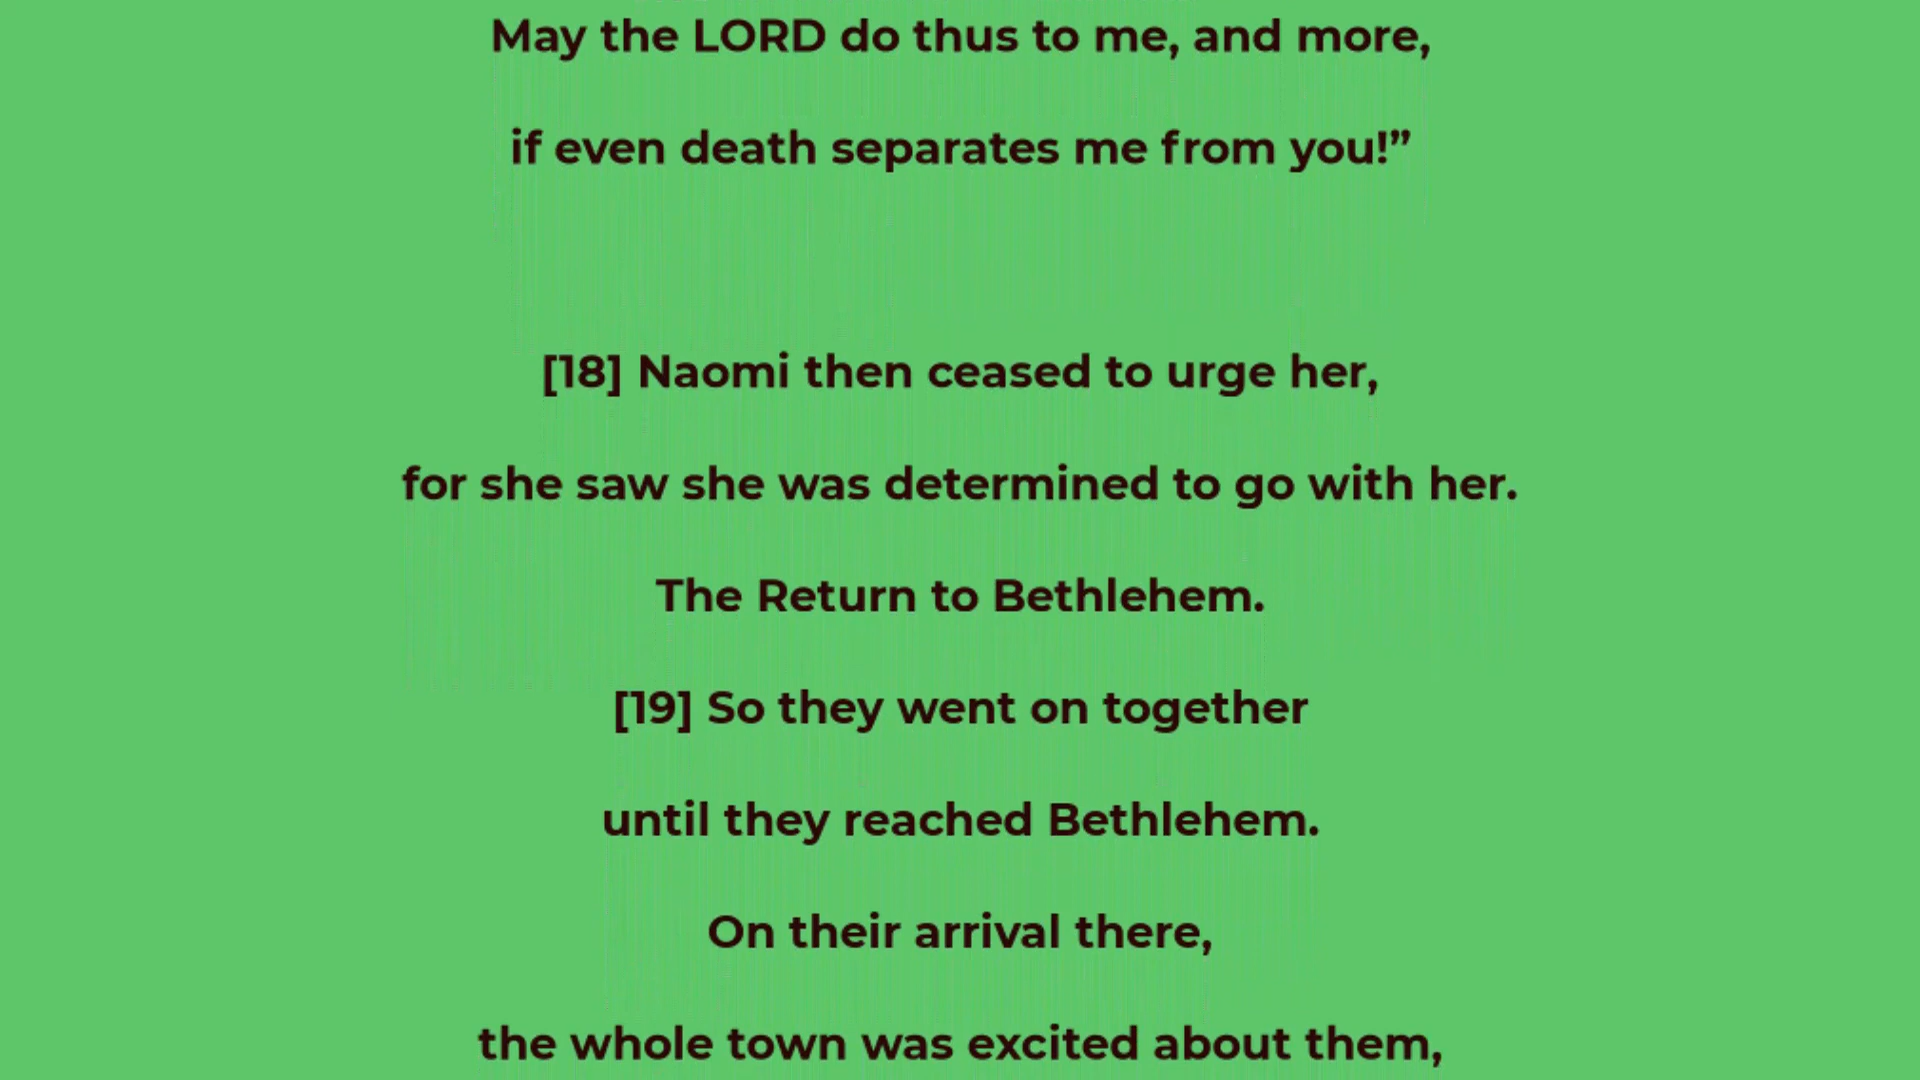 May the LORD do thus to me, and more,
if even death separates me from you!”
[18] Naomi then ceased to urge her,
for she saw she was determined to go with her.
The Return to Bethlehem.
[19] So they went on together
until they reached Bethlehem.
On their arrival there,
the whole town was excited about them,